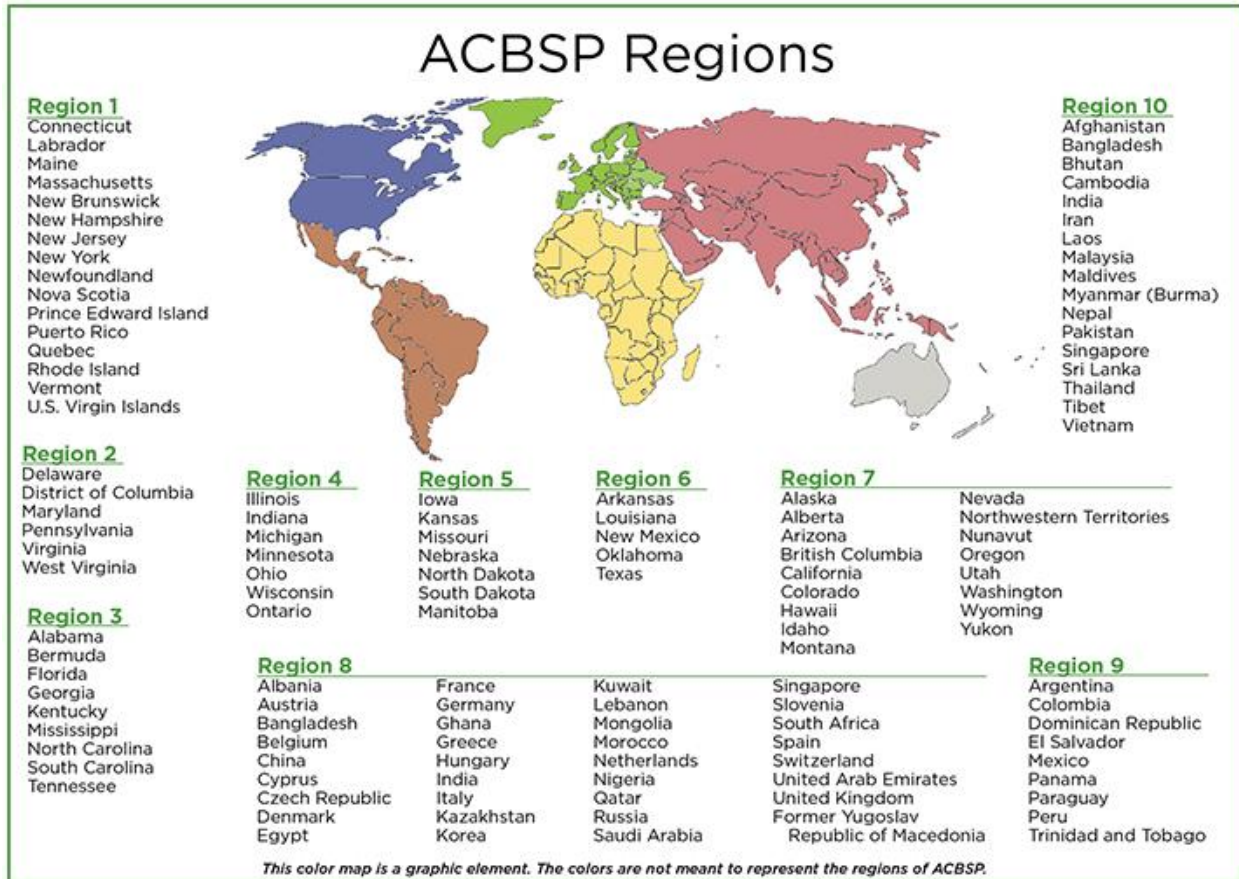 ACBSP Regions
Region 1
Connecticut
Labrador
Maine
Massachusetts
New Brunswick
New Hampshire
New Jersey
New York
Newfoundland
Nova Scotia
Prince Edward Island
Puerto Rico
Quebec
Rhode Island
Vermont
U.S. Virgin Islands
Region 10
Afghanistan
Bangladesh
Bhutan
Cambodia
India
Iran
Laos
Malaysia
Maldives
Myanmar (Burma)
Nepal
Pakistan
Singapore
Sri Lanka
Thailand
Tibet
Vietnam
Region 2
Delaware
District of Columbia
Maryland
Pennsylvania
Virginia
West Virginia
Region 3
Alabama
Bermuda
Florida
Georgia
Kentucky
Mississippi
North Carolina
South Carolina
Tennessee
Region 4
Illinois
Indiana
Michigan
Minnesota
Ohio
Wisconsin
Ontario
Region 5
Iowa
Kansas
Missouri
Nebraska
North Dakota
South Dakota
Manitoba
Region 6
Arkansas
Louisiana
New Mexico
Oklahoma
Texas
Region 7
Alaska
Alberta
Arizona
British Columbia
California
Colorado
Hawaii
Idaho
Montana
Nevada
Northwestern Territories
Nunavut
Oregon
Utah
Washington
Wyoming
Yukon
Region 8
Albania
Austria
Bangladesh
Belgium
China
Cyprus
Czech Republic
Denmark
Egypt
France
Germany
Ghana
Greece
Hungary
India
Italy
Kazakhstan
Korea
Kuwait
Lebanon
Mongolia
Morocco
Netherlands
Nigeria
Qatar
Russia
Saudi Arabia
Singapore
Slovenia
South Africa
Spain
Switzerland
United Arab Emirates
United Kingdom
Former Yugoslav
Republic of Macedonia
Region 9
Argentina
Colombia
Dominican Republic
El Salvador
Mexico
Panama
Paraguay
Peru
Trinidad and Tobago
This color map is a graphic element. The colors are not meant to represent the regions of ACBSP.